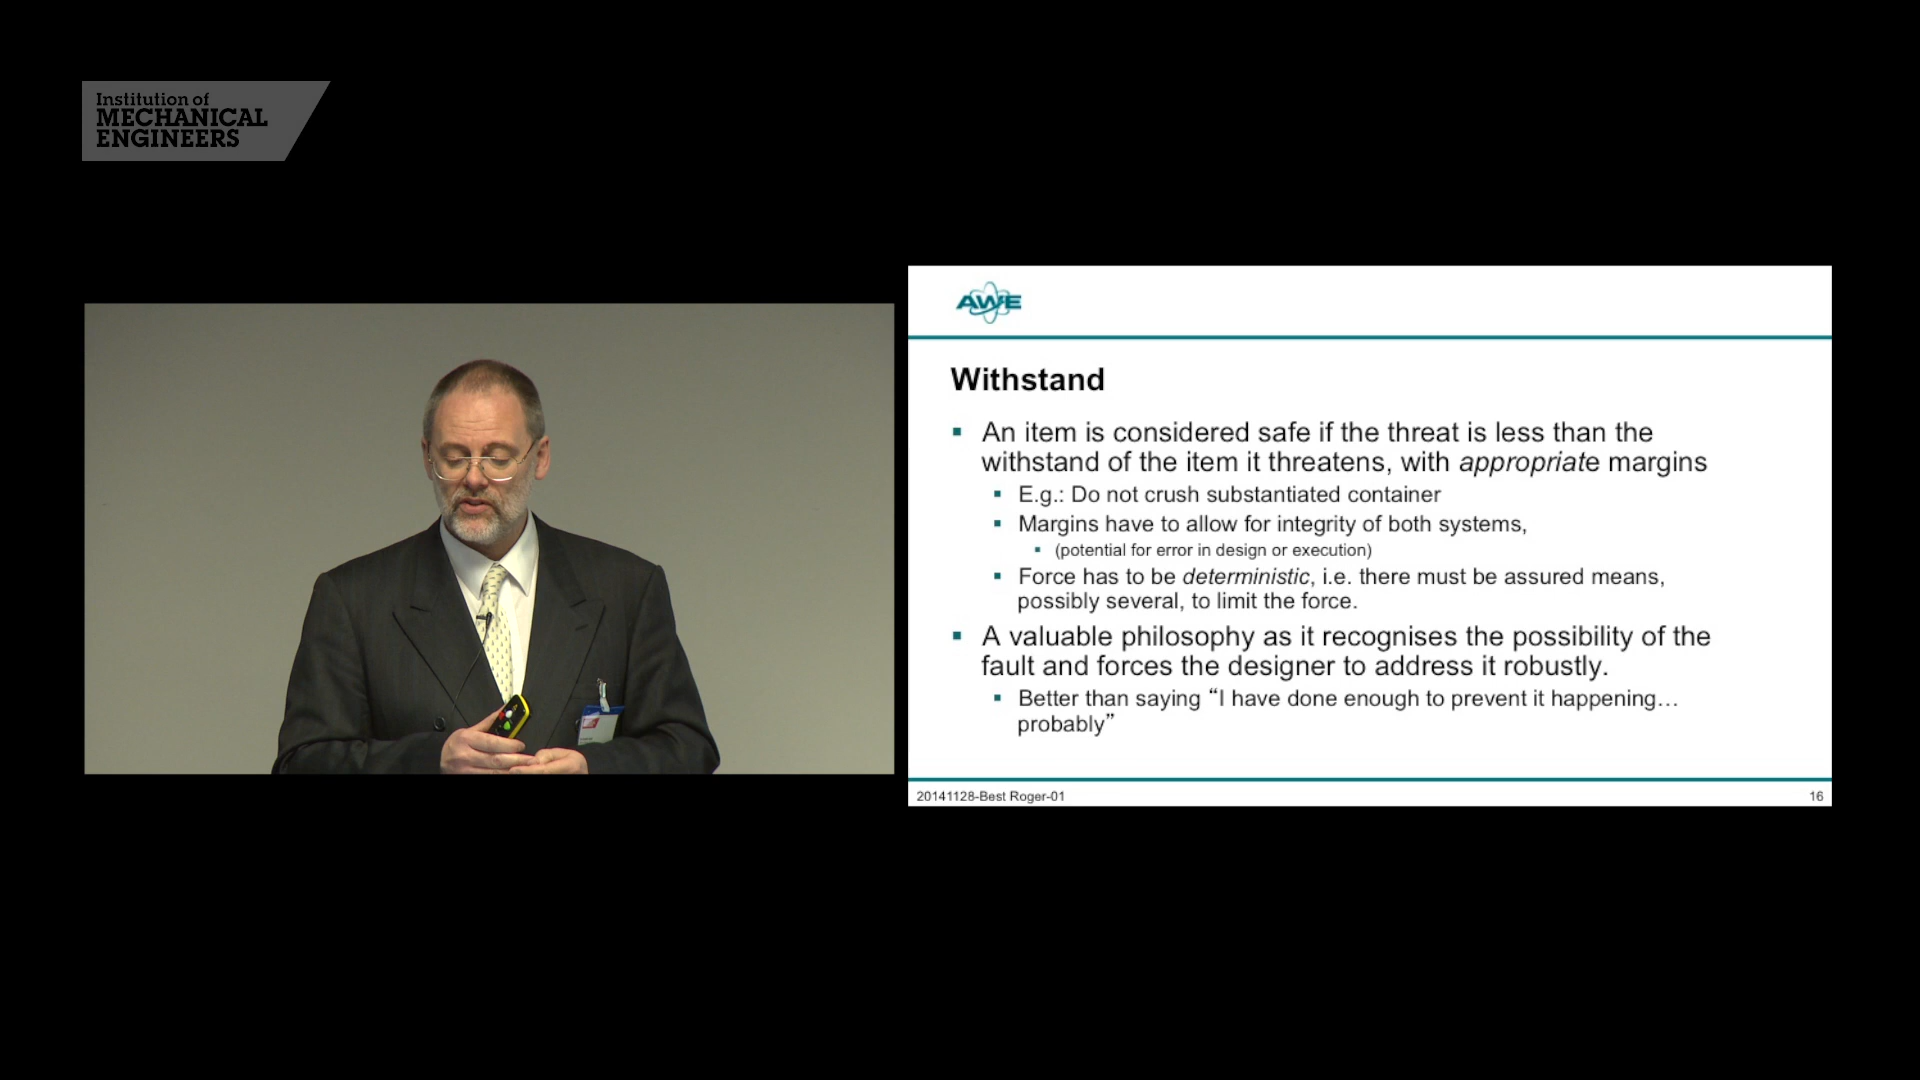 Institution of
MECHANICAL
ENGINEERS
AWE
Withstand
An item is considered safe if the threat is less than the
withstand of the item it threatens, with appropriate margins
E.g.: Do not crush substantiated container
Margins have to allow for integrity of both systems,
(potential for error in design or execution)
Force has to be deterministic, i.e. there must be assured means,
possibly several, to limit the force.
A valuable philosophy as it recognises the possibility of the
fault and forces the designer to address it robustly.
Better than saying “I have done enough to prevent it happening…
probably”
20141128-Best Roger-01
16